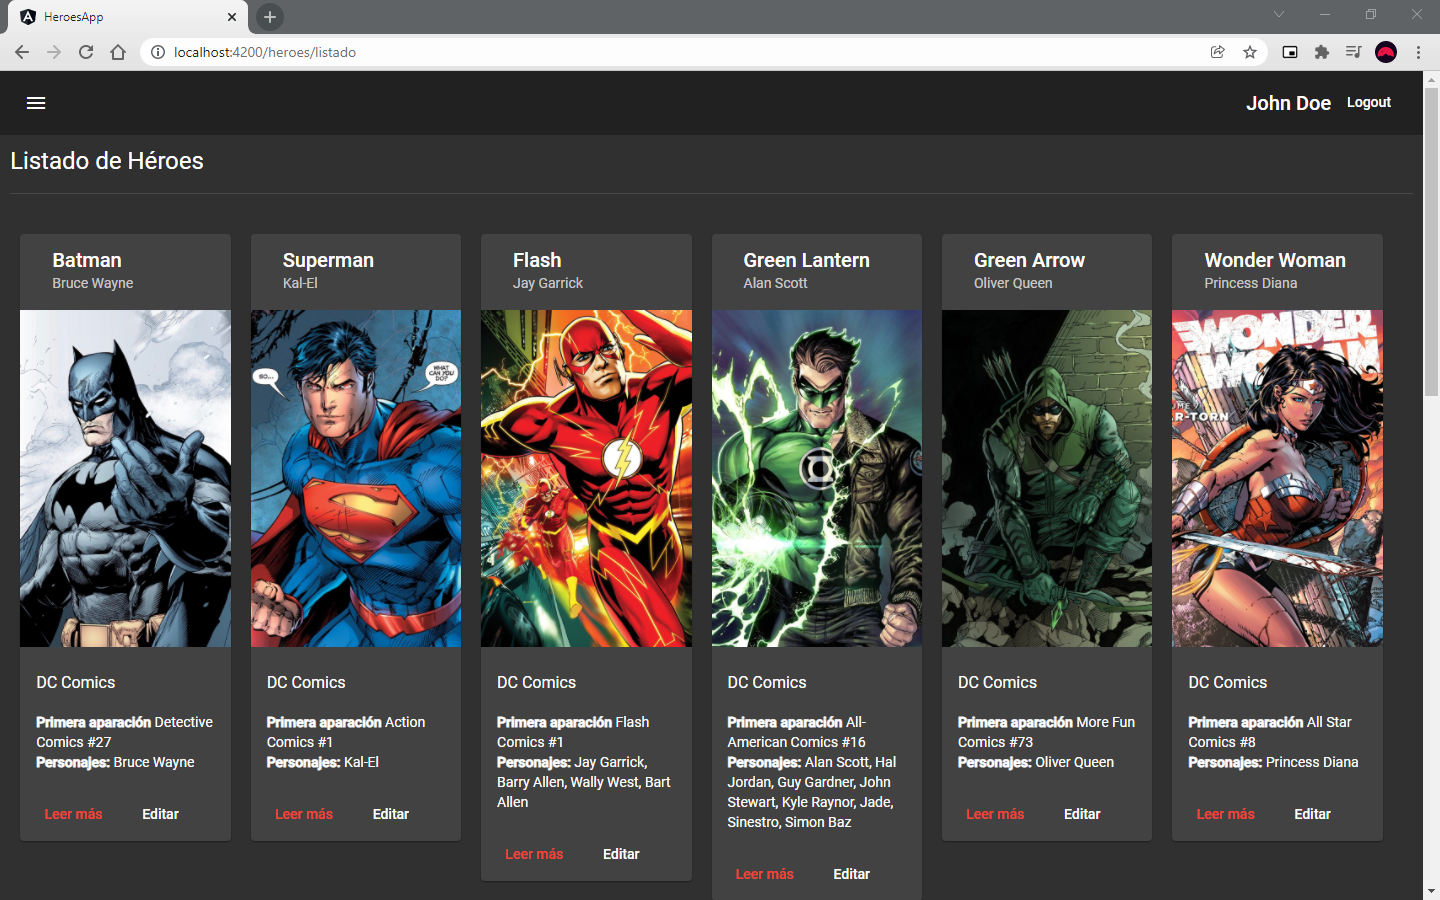 HeroesApp
localhost:4200/heroes/listado
John Doe Logout
Listado de Héroes
Batman
Bruce Wayne
DC Comics
Primera aparación Detective
Comics #27
Personajes: Bruce Wayne
Leer más Editar
Superman
Kal-El
SO...
WHAT
CAN YOU
DO?
DC Comics
Primera aparación Action
Comics #1
Personajes: Kal-El
Leer más Editar
Flash
Jay Garrick
DC Comics
Primera aparación Flash
Comics #1
Personajes: Jay Garrick,
Barry Allen, Wally West, Bart
Allen
Leer más Editar
Green Lantern
Alan Scott
DC Comics
Primera aparación All-
American Comics #16
Personajes: Alan Scott, Hal
Jordan, Guy Gardner, John
Stewart, Kyle Raynor, Jade,
Sinestro, Simon Baz
Leer más Editar
Green Arrow
Oliver Queen
DC Comics
Primera aparación More Fun
Comics #73
Personajes: Oliver Queen
Leer más Editar
Wonder Woman
Princess Diana
WONDER
WOMAN
R-TORN
DC Comics
Primera aparación All Star
Comics #8
Personajes: Princess Diana
Leer más Editar